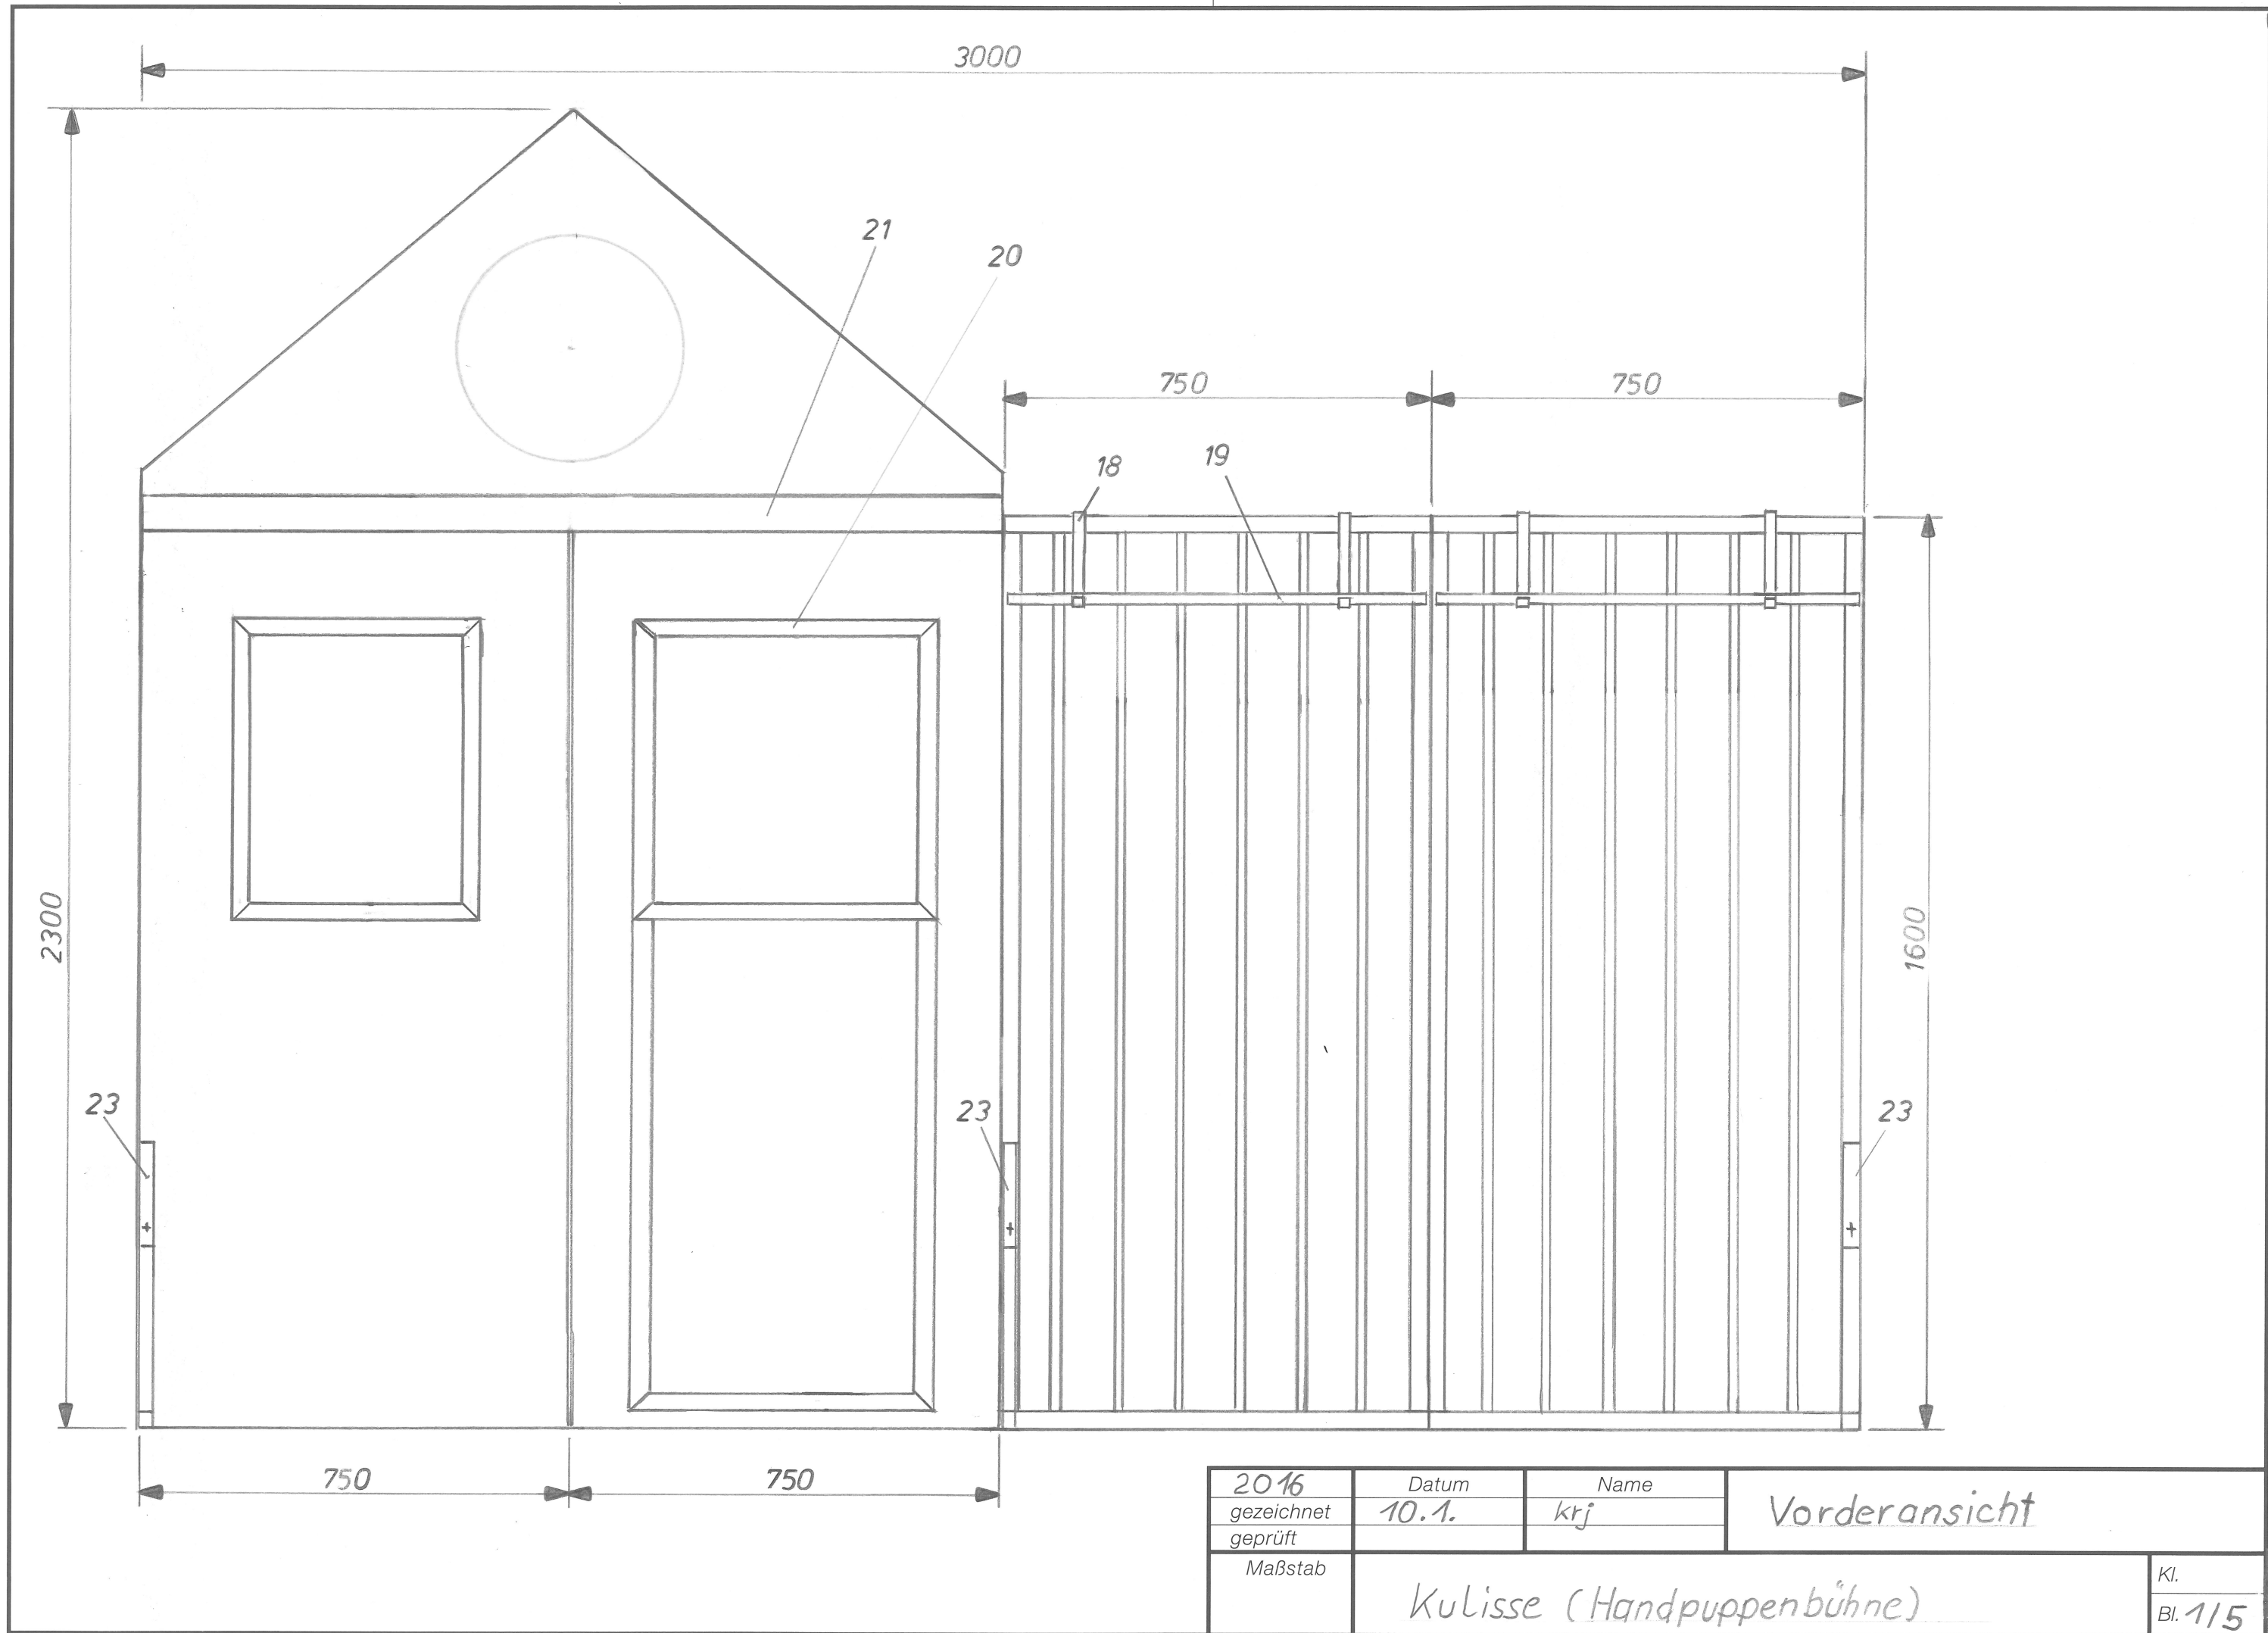 3000
21
20
750 750
18 19
2300
1600
23 23 23
750 750
2016 Datum Name
gezeichnet 10.1. krj
geprüft
Vorderansicht
Maßstab
Kulisse (Handpuppenbühne)
Kl.
Bl. 1/5